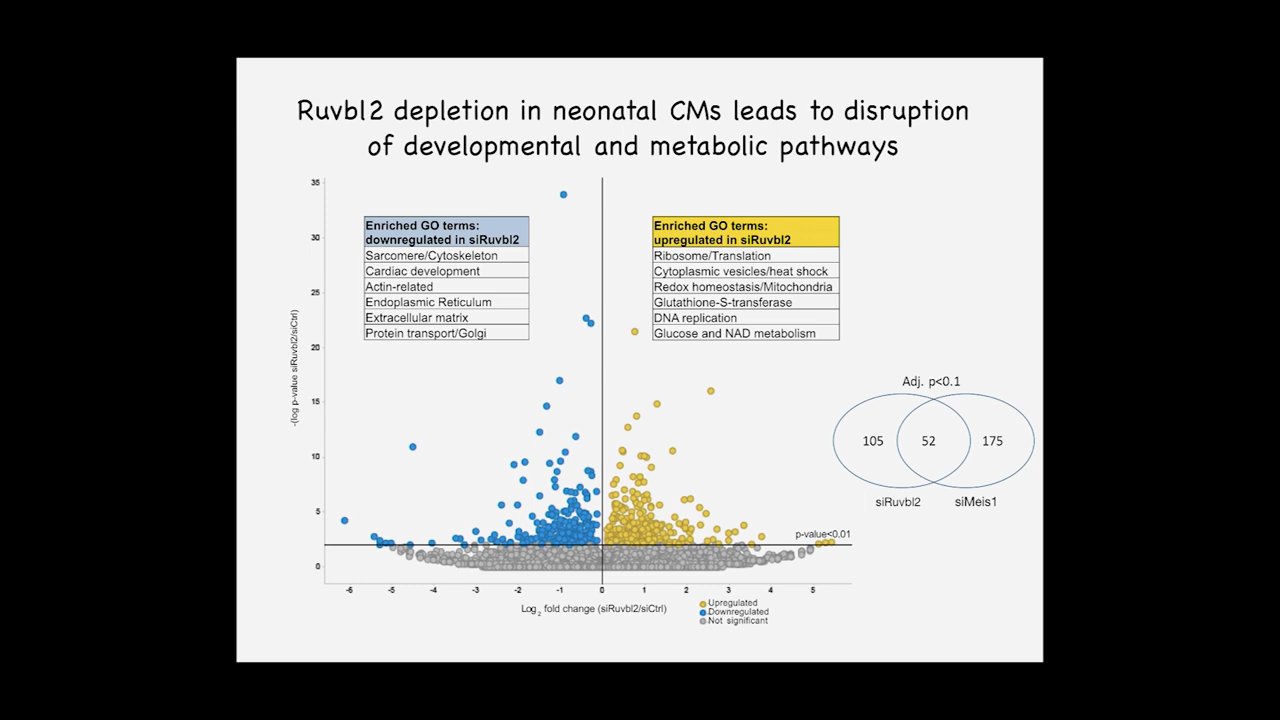 Ruvbl2 depletion in neonatal CMs leads to disruption
of developmental and metabolic pathways
35
30
25
20
15
10
5
0
-(log p-value siRuvbl2/siCtrl)
Enriched GO terms:
downregulated in siRuvbl2
Sarcomere/Cytoskeleton
Cardiac development
Actin-related
Endoplasmic Reticulum
Extracellular matrix
Protein transport/Golgi
Enriched GO terms:
upregulated in siRuvbl2
Ribosome/Translation
Cytoplasmic vesicles/heat shock
Redox homeostasis/Mitochondria
Glutathione-S-transferase
DNA replication
Glucose and NAD metabolism
Adj. p<0.1
105 52 175
siRuvbl2 siMeis1
p-value<0.01
-6 -5 -4 -3 -2 -1 0 1 2 3 4 5
Log2 fold change (siRuvbl2/siCtrl)
Upregulated
Downregulated
Not significant